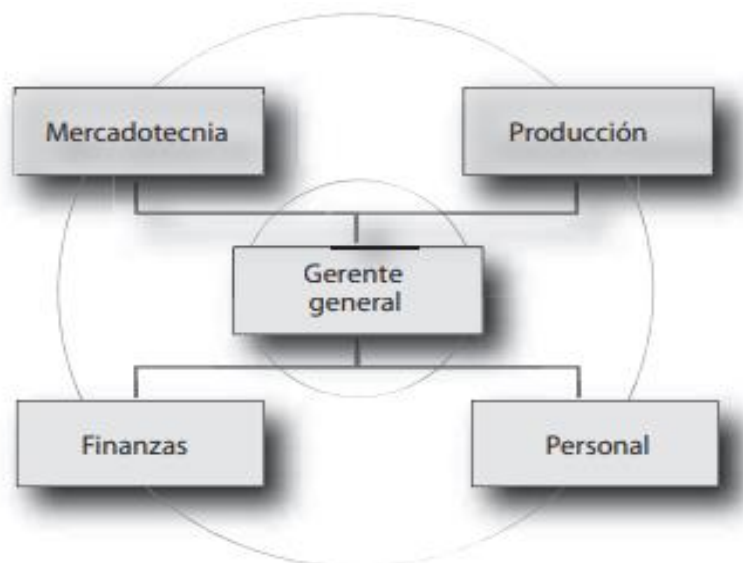 Mercadotecnia
Producción
Gerente
general
Finanzas
Personal